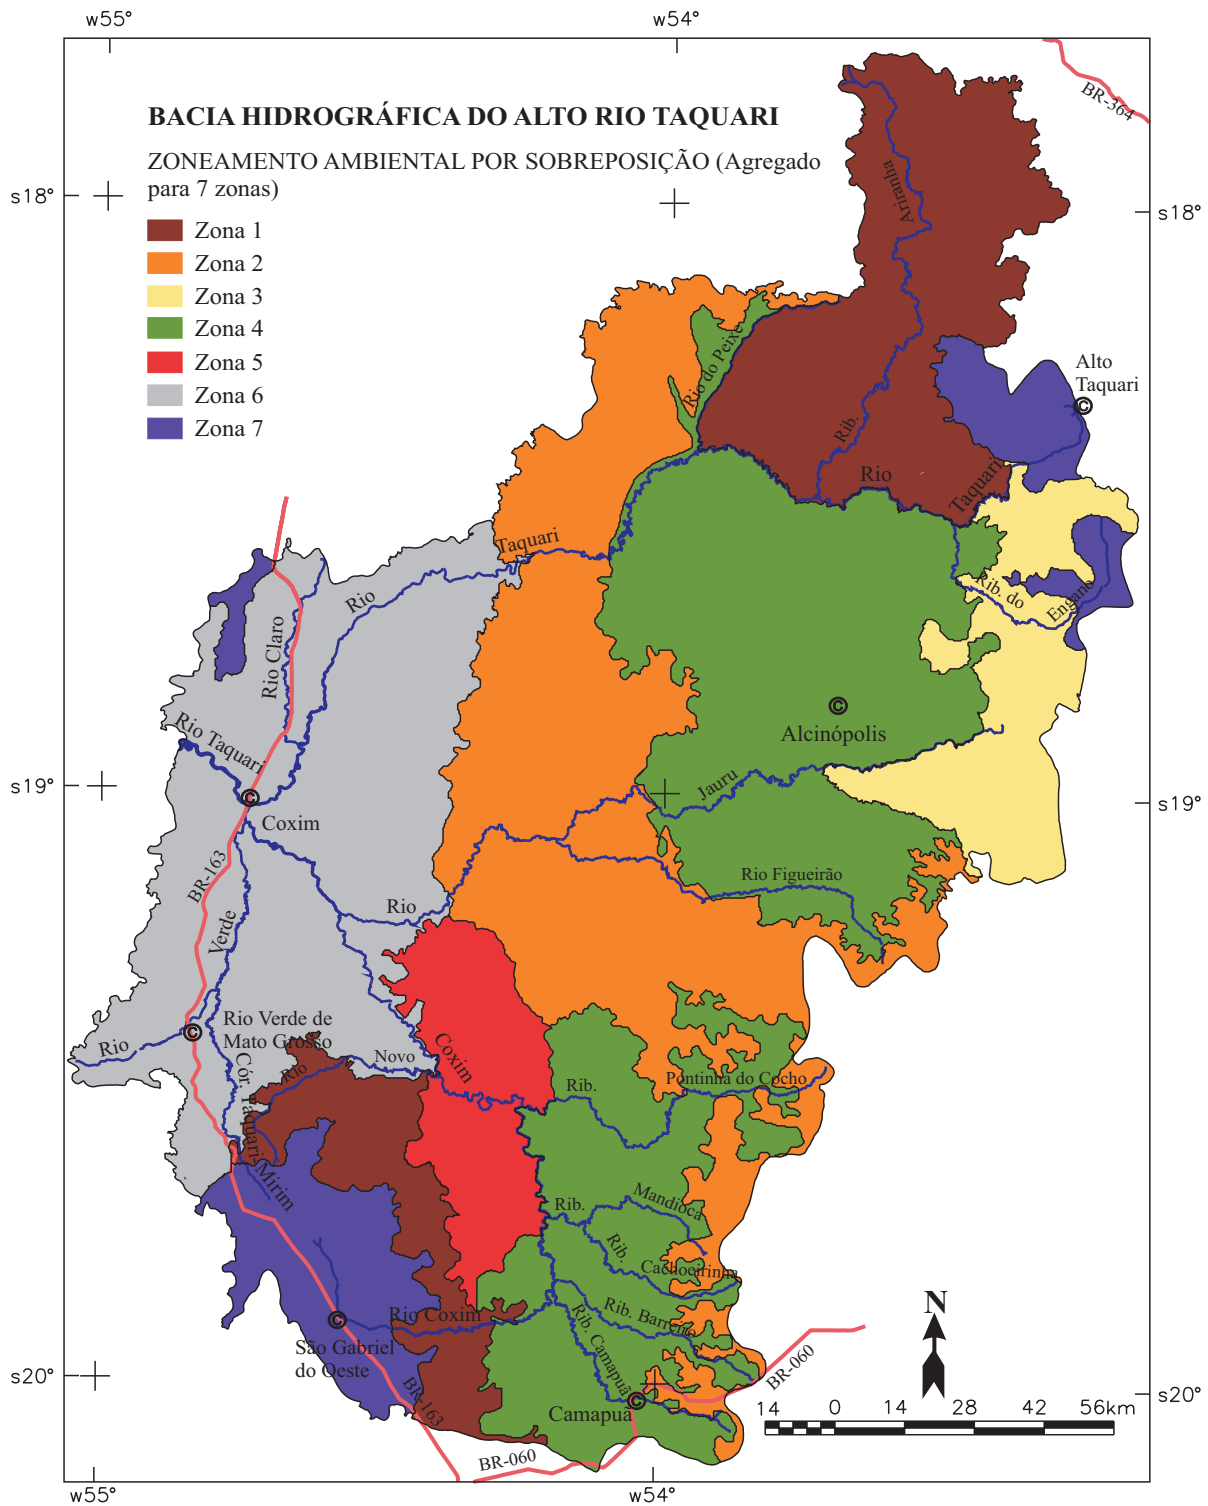 w55°
w54°
BR-364
BACIA HIDROGRÁFICA DO ALTO RIO TAQUARI
ZONEAMENTO AMBIENTAL POR SOBREPOSIÇÃO (Agregado
para 7 zonas)
s18°
s18°
Zona 1
Zona 2
Zona 3
Zona 4
Zona 5
Zona 6
Zona 7
Ariranha
Rib.
Rio do Peixe
Alto
Taquari
©
Rio
Taquari
Taquari
Rio
Rib. do
Engano
Rio Claro
Rio Taquari
©
Alcinópolis
Jauru
s19°
s19°
©
Coxim
BR-163
Verde
Rio
Rio Figueirão
©
Rio Verde de
Mato Grosso
Rio
Novo
Rio
Coxim
Cór. Taquari-Mirim
Rib.
Pontinha do Cocho
Rib.
Mandioca
Rib.
Cachoeirinha
Rib. Barreiro
Rib. Camapuã
Rio Coxim
©
São Gabriel
do Oeste
BR-163
©
Camapuã
BR-060
BR-060
N
14 0 14 28 42 56km
s20°
s20°
w55°
w54°